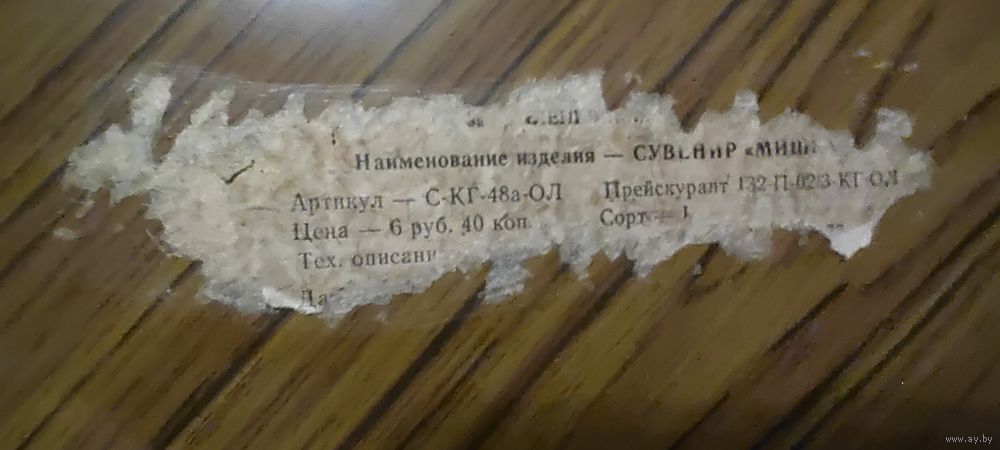 Наименование изделия — СУВЕНИР «МИШ
Артикул — С-КГ-48а-ОЛ Прейскурант 132-П-02/3-КГ-ОЛ
Цена — 6 руб. 40 коп. Сорт — 1
Тех. описани
Да
www.ay.by